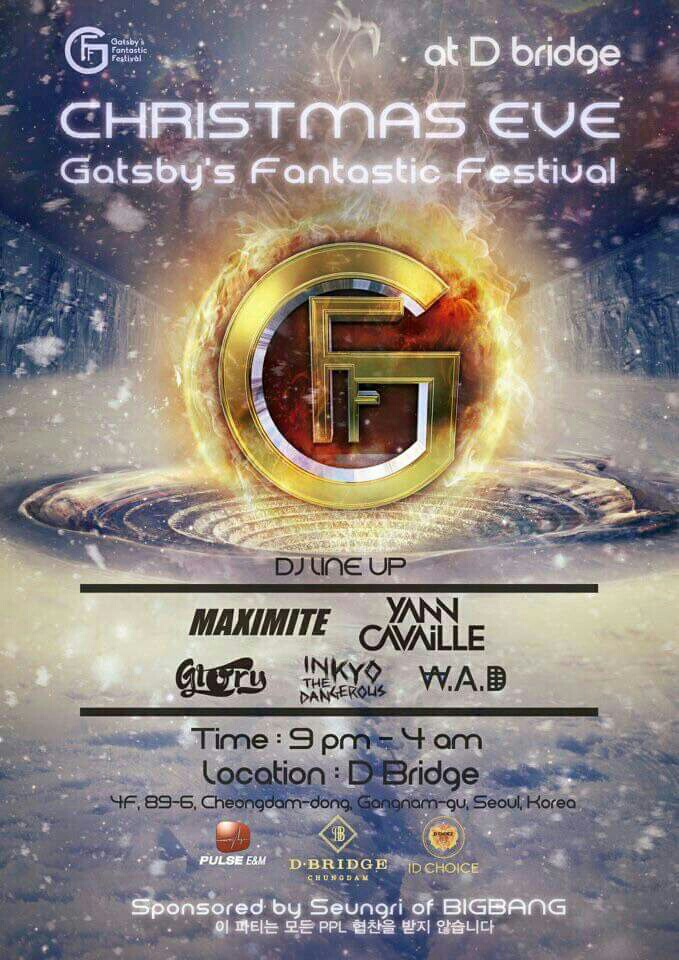 GFF Gatsby's
Fantastic
Festival
at D bridge
CHRISTMAS EVE
Gatsby's Fantastic Festival
GFF
DJ LINE UP
MAXIMITE
YANN
CAVAILLE
Glory
INKYO
THE
DANGEROUS
W.A.D
Time : 9 pm - 4 am
Location : D Bridge
4F, 89-6, Cheongdam-dong, Gangnam-gu, Seoul, Korea
PULSE E&M
D·BRIDGE
CHUNGDAM
ID CHOICE
Sponsored by Seungri of BIGBANG
이 파티는 모든 PPL 협찬을 받지 않습니다